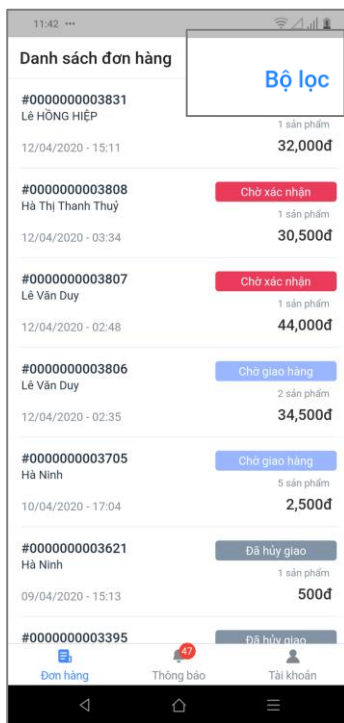 11:42 •••
Danh sách đơn hàng
Bộ lọc
#0000000003831
Lê HỒNG HIỆP
1 sản phẩm
12/04/2020 - 15:11
32,000đ
#0000000003808
Chờ xác nhận
Hà Thị Thanh Thuỷ
1 sản phẩm
12/04/2020 - 03:34
30,500đ
#0000000003807
Chờ xác nhận
Lê Văn Duy
1 sản phẩm
12/04/2020 - 02:48
44,000đ
#0000000003806
Chờ giao hàng
Lê Văn Duy
2 sản phẩm
12/04/2020 - 02:35
34,500đ
#0000000003705
Chờ giao hàng
Hà Ninh
5 sản phẩm
10/04/2020 - 17:04
2,500đ
#0000000003621
Đã hủy giao
Hà Ninh
1 sản phẩm
09/04/2020 - 15:13
500đ
#0000000003395
Đã hủy giao
47
Đơn hàng
Thông báo
Tài khoản